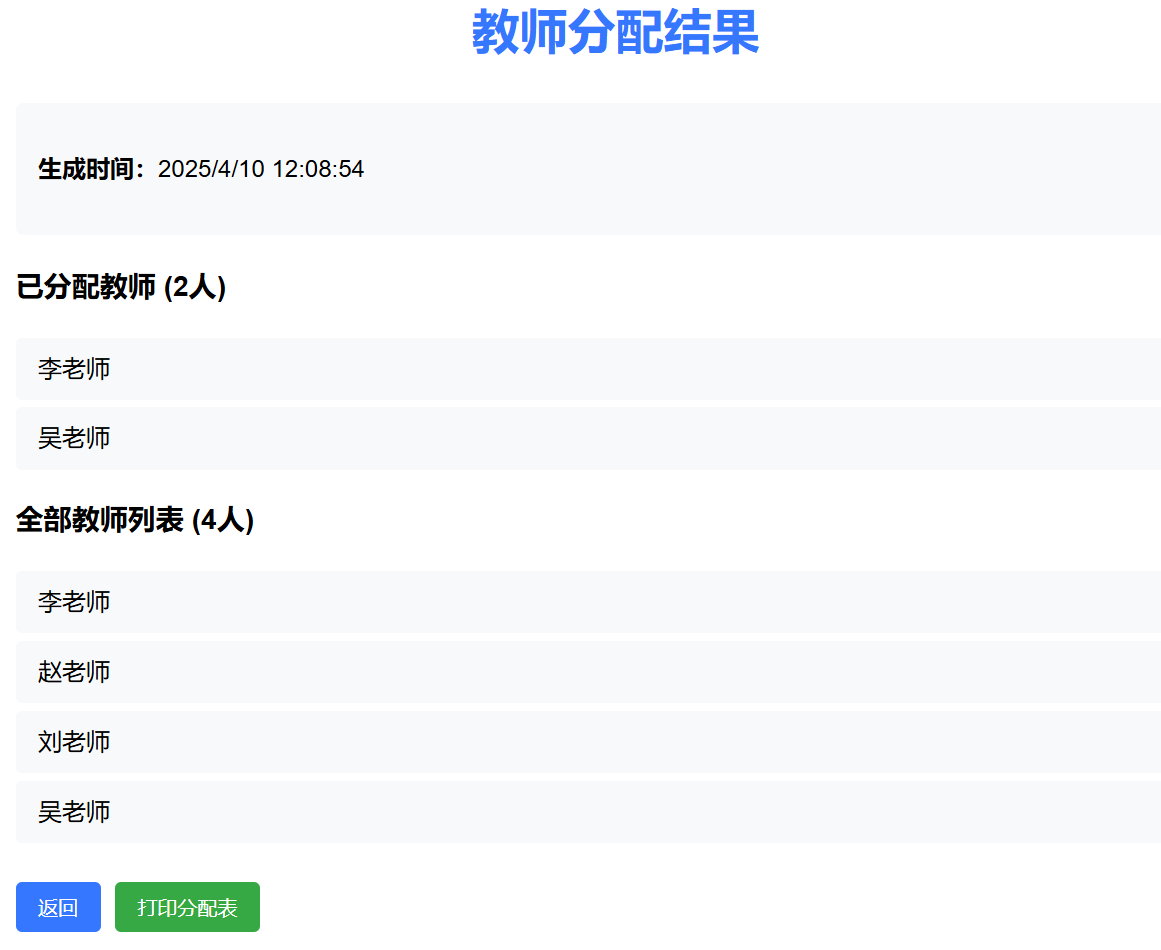 教师分配结果
生成时间：2025/4/10 12:08:54
已分配教师 (2人)
李老师
吴老师
全部教师列表 (4人)
李老师
赵老师
刘老师
吴老师
返回 打印分配表